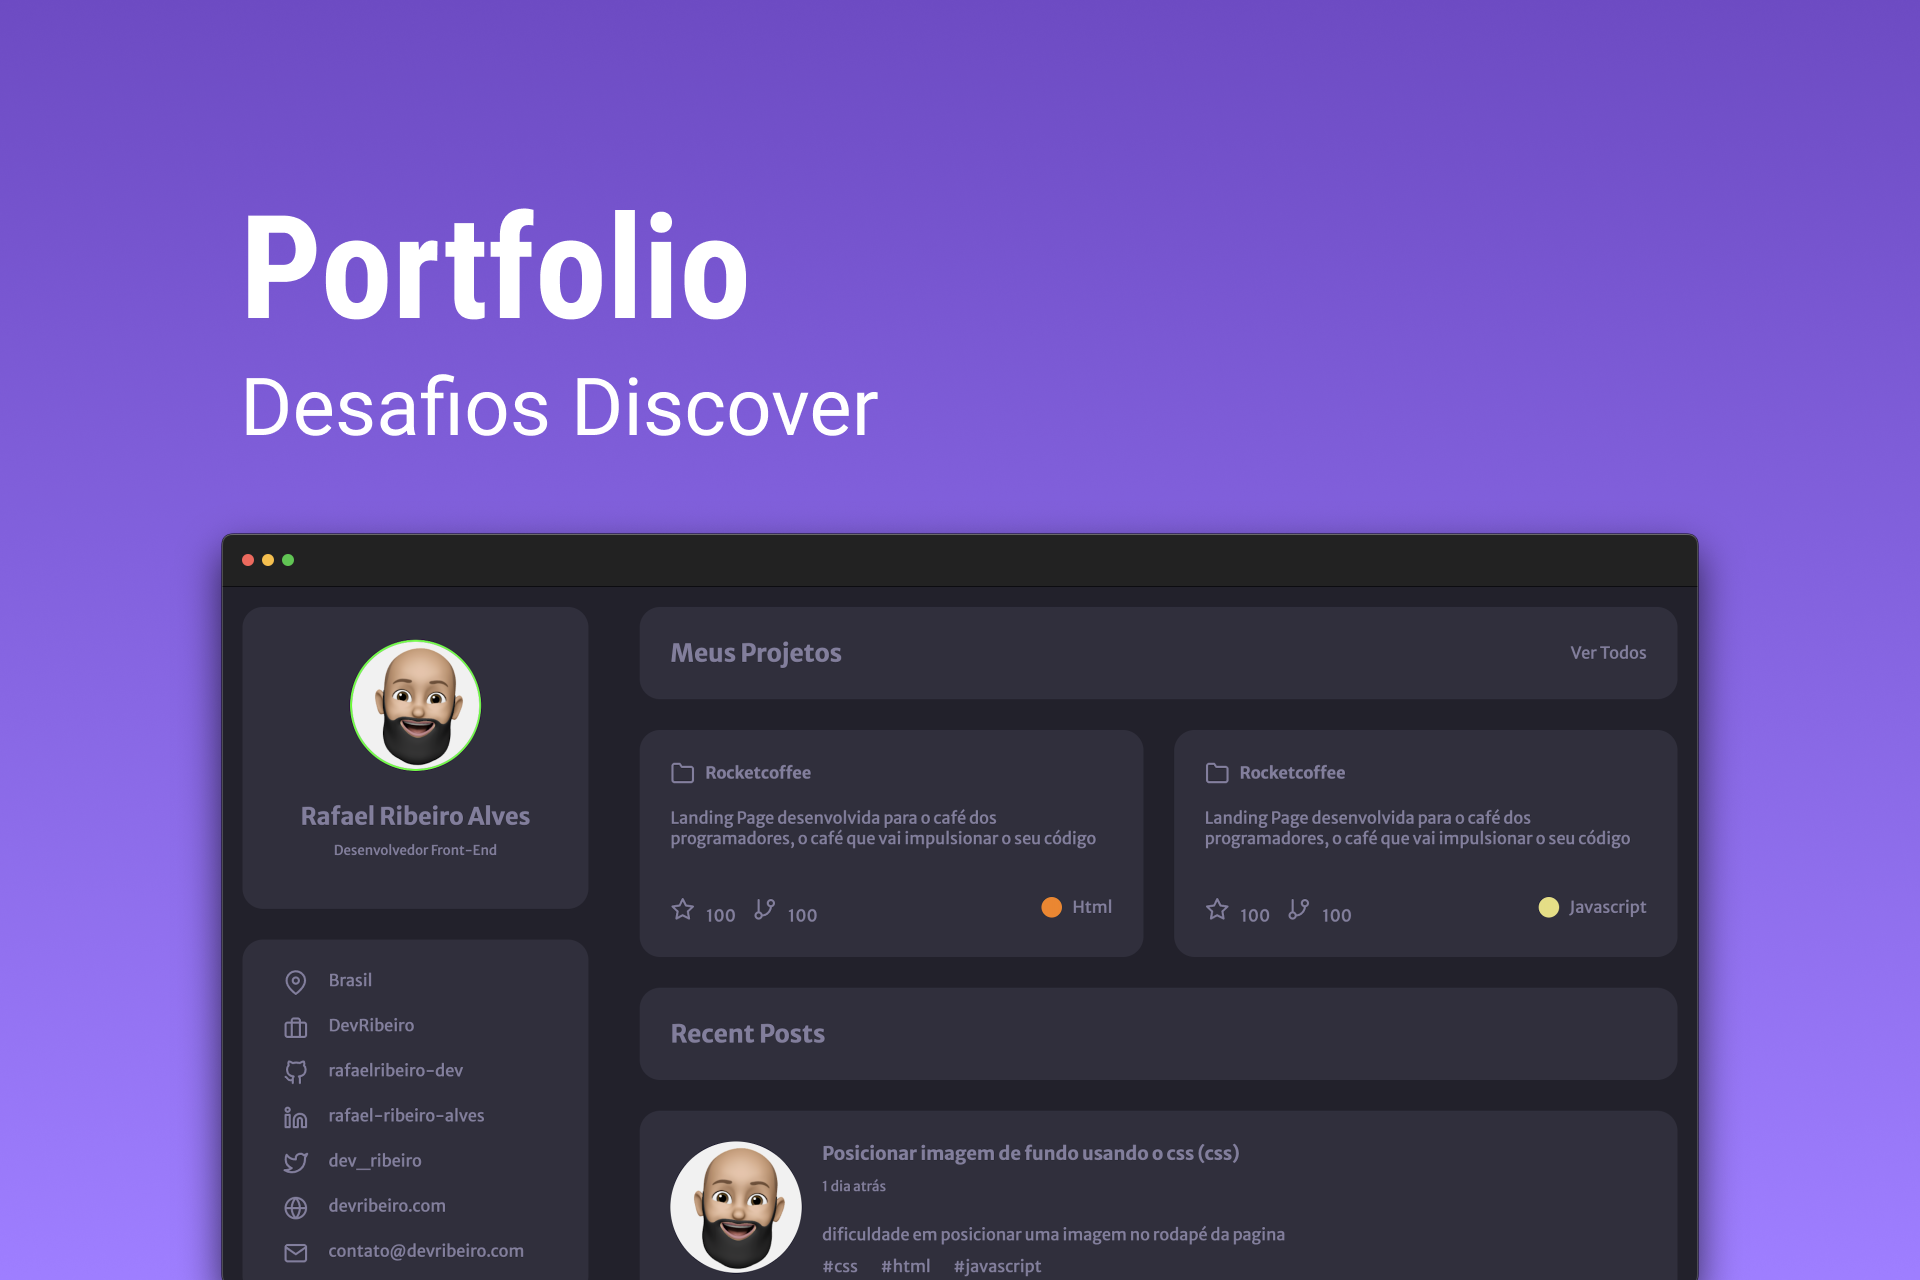 Portfolio
Desafios Discover
Rafael Ribeiro Alves
Desenvolvedor Front-End
Brasil
DevRibeiro
rafaelribeiro-dev
rafael-ribeiro-alves
dev_ribeiro
devribeiro.com
contato@devribeiro.com
Meus Projetos
Ver Todos
Rocketcoffee
Landing Page desenvolvida para o café dos
programadores, o café que vai impulsionar o seu código
100 100 Html
Rocketcoffee
Landing Page desenvolvida para o café dos
programadores, o café que vai impulsionar o seu código
100 100 Javascript
Recent Posts
Posicionar imagem de fundo usando o css (css)
1 dia atrás
dificuldade em posicionar uma imagem no rodapé da pagina
#css #html #javascript